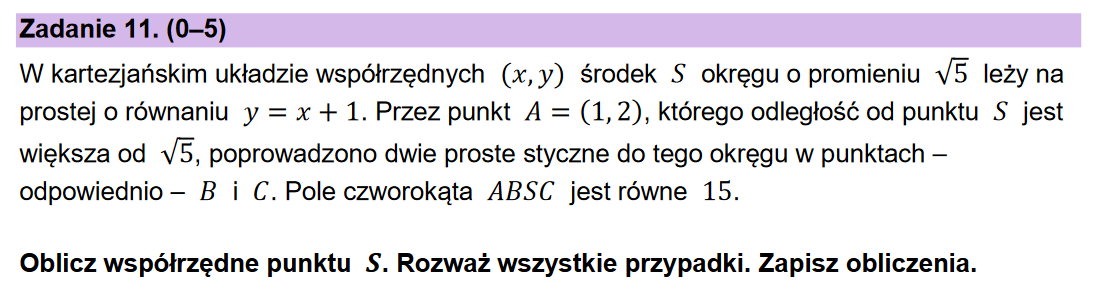 Zadanie 11. (0–5)
W kartezjańskim układzie współrzędnych (x, y) środek S okręgu o promieniu √5 leży na
prostej o równaniu y = x + 1. Przez punkt A = (1, 2), którego odległość od punktu S jest
większa od √5, poprowadzono dwie proste styczne do tego okręgu w punktach –
odpowiednio – B i C. Pole czworokąta ABSC jest równe 15.
Oblicz współrzędne punktu S. Rozważ wszystkie przypadki. Zapisz obliczenia.